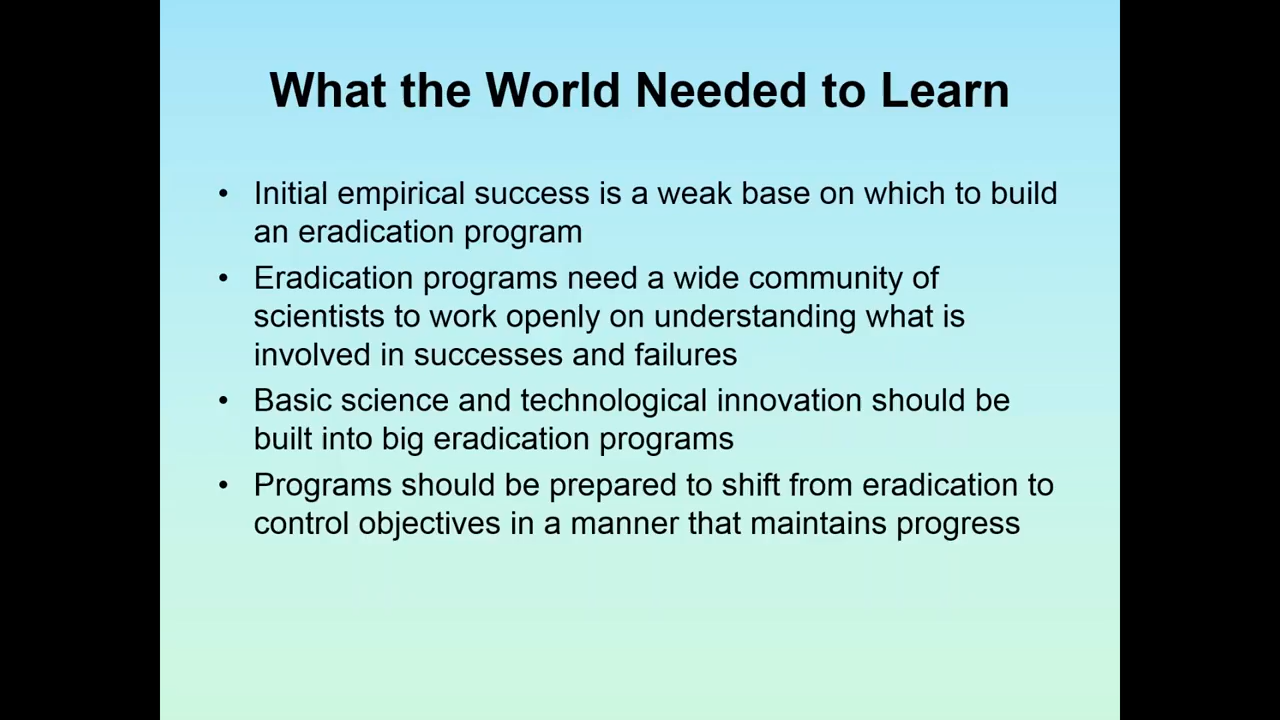 What the World Needed to Learn
• Initial empirical success is a weak base on which to build
an eradication program
• Eradication programs need a wide community of
scientists to work openly on understanding what is
involved in successes and failures
• Basic science and technological innovation should be
built into big eradication programs
• Programs should be prepared to shift from eradication to
control objectives in a manner that maintains progress